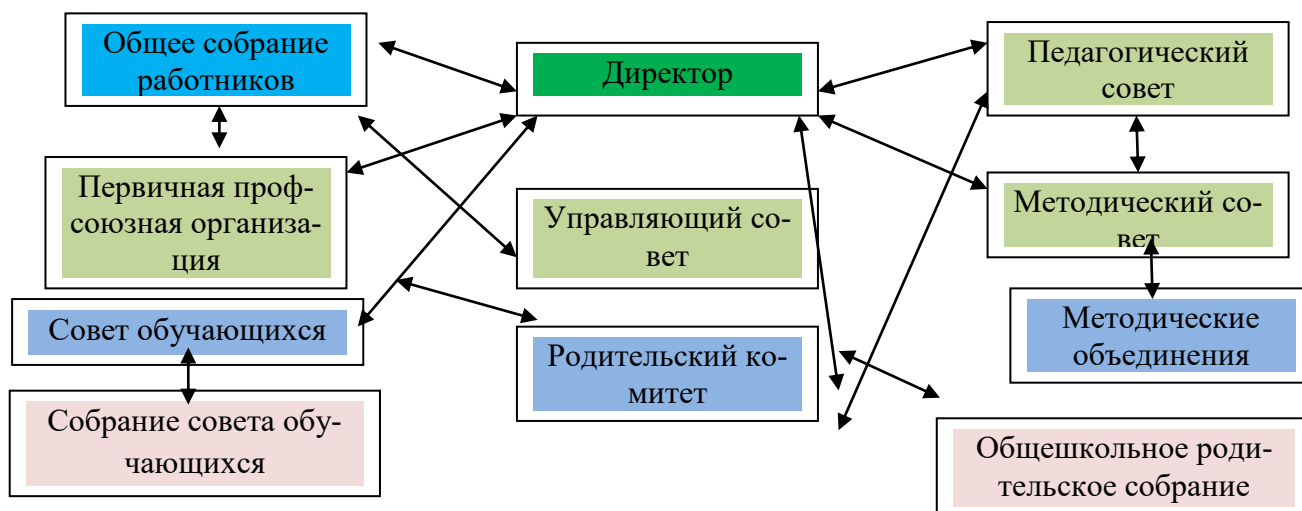 Общее собрание
работников
Директор
Педагогический
совет
Первичная проф-
союзная организа-
ция
Управляющий со-
вет
Методический со-
вет
Совет обучающихся
Родительский ко-
митет
Методические
объединения
Собрание совета обу-
чающихся
Общешкольное роди-
тельское собрание